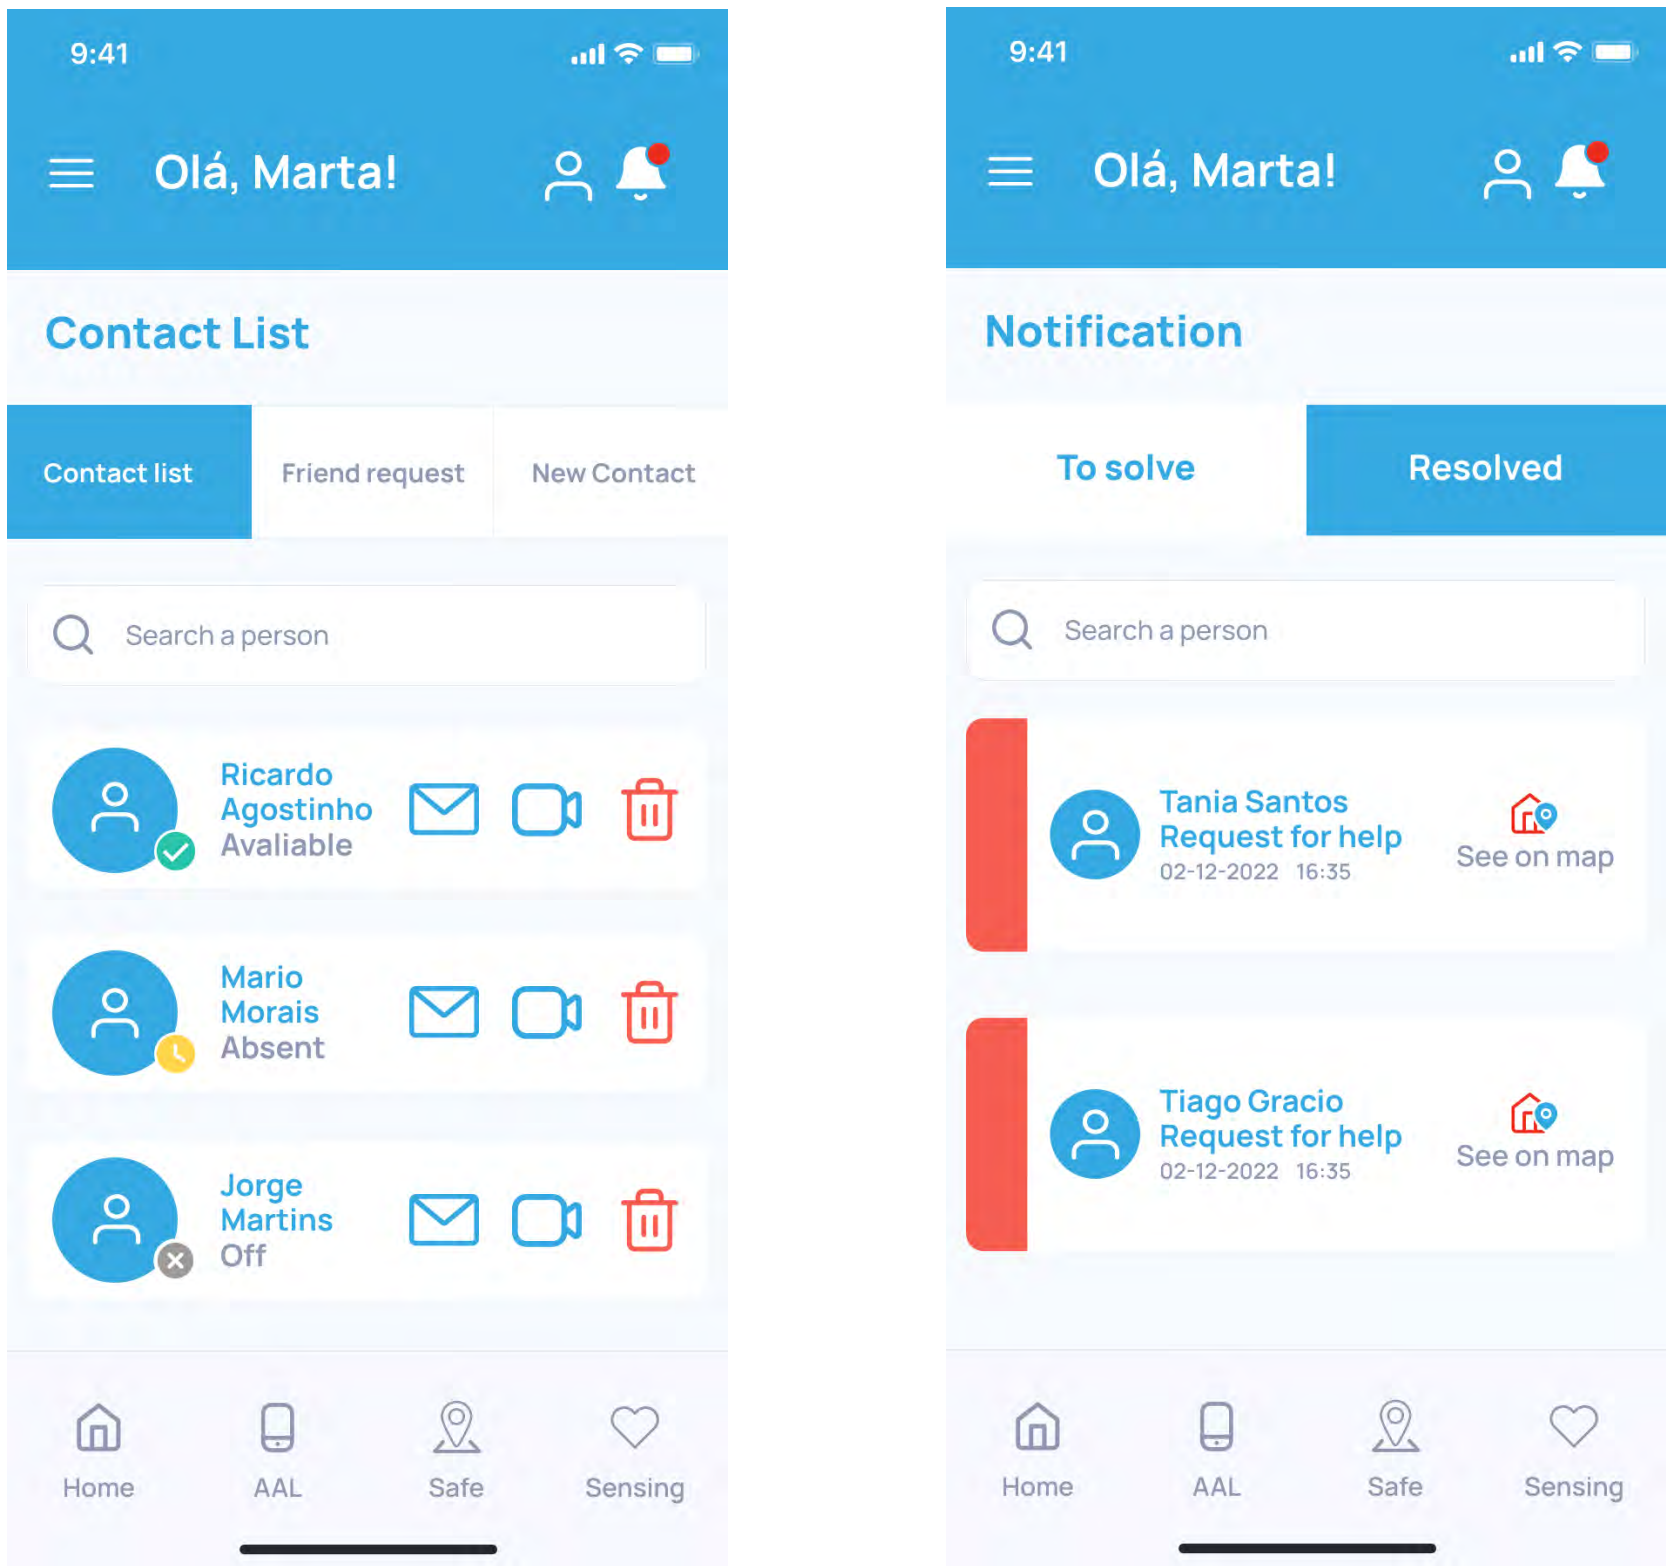 9:41
Olá, Marta!
Contact List
Contact list
Friend request
New Contact
Search a person
Ricardo
Agostinho
Avaliable
Mario
Morais
Absent
Jorge
Martins
Off
Home
AAL
Safe
Sensing
9:41
Olá, Marta!
Notification
To solve
Resolved
Search a person
Tania Santos
Request for help
02-12-2022 16:35
See on map
Tiago Gracio
Request for help
02-12-2022 16:35
See on map
Home
AAL
Safe
Sensing